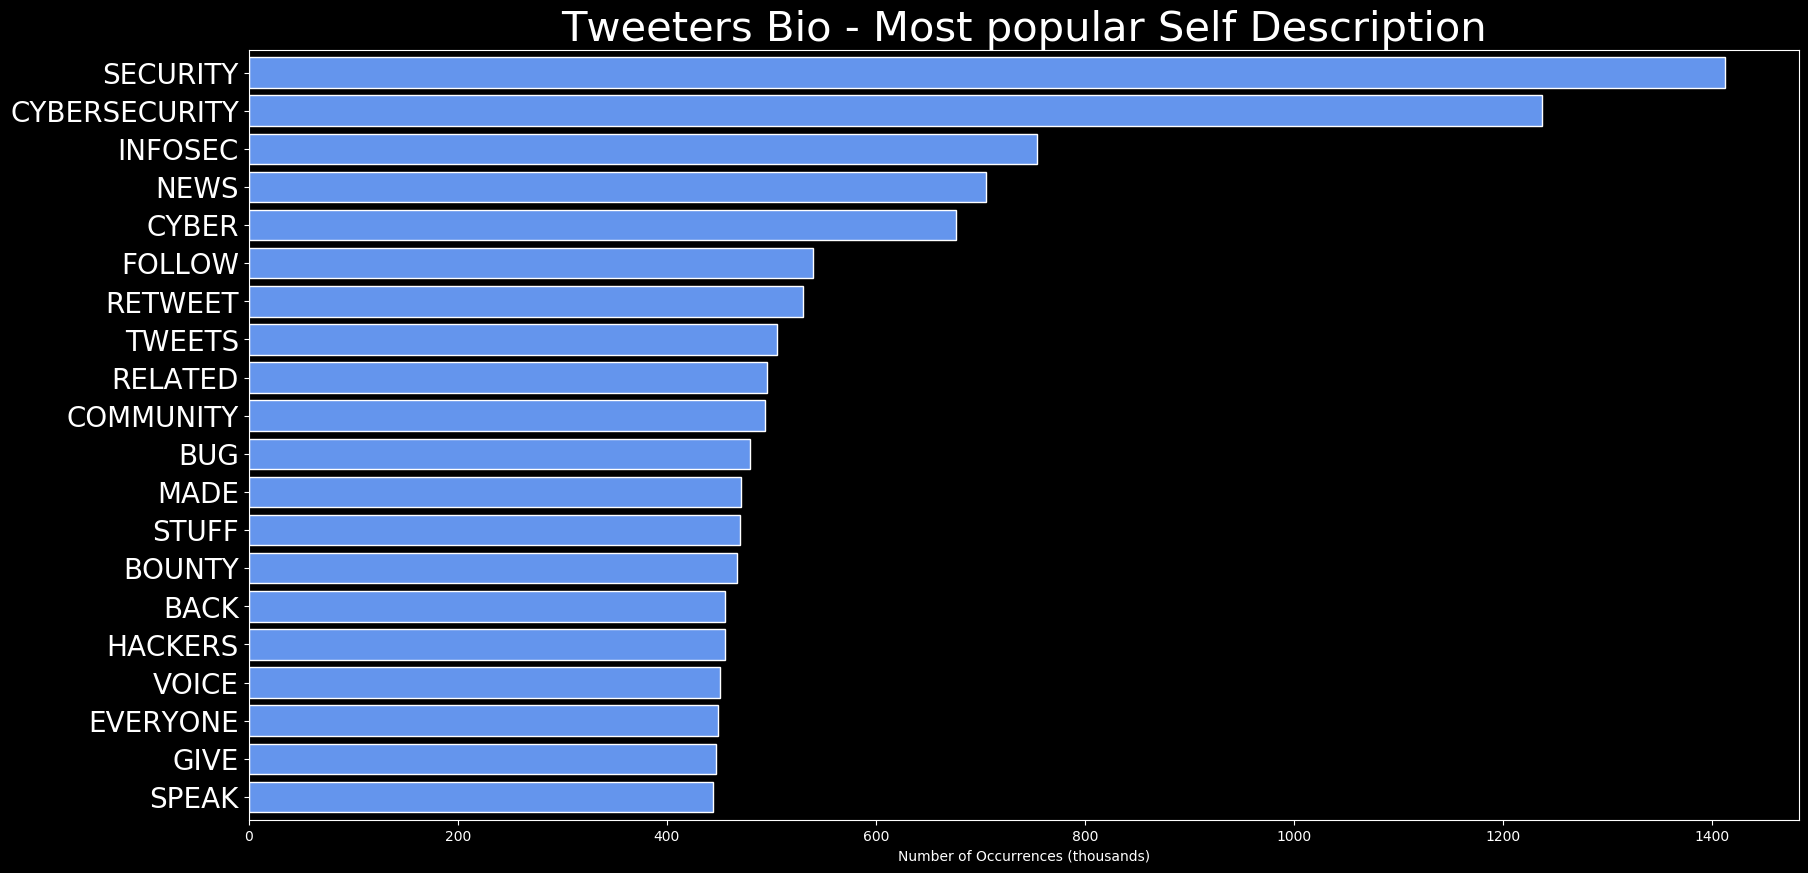 Tweeters Bio - Most popular Self Description
SECURITY
CYBERSECURITY
INFOSEC
NEWS
CYBER
FOLLOW
RETWEET
TWEETS
RELATED
COMMUNITY
BUG
MADE
STUFF
BOUNTY
BACK
HACKERS
VOICE
EVERYONE
GIVE
SPEAK
0 200 400 600 800 1000 1200 1400
Number of Occurrences (thousands)